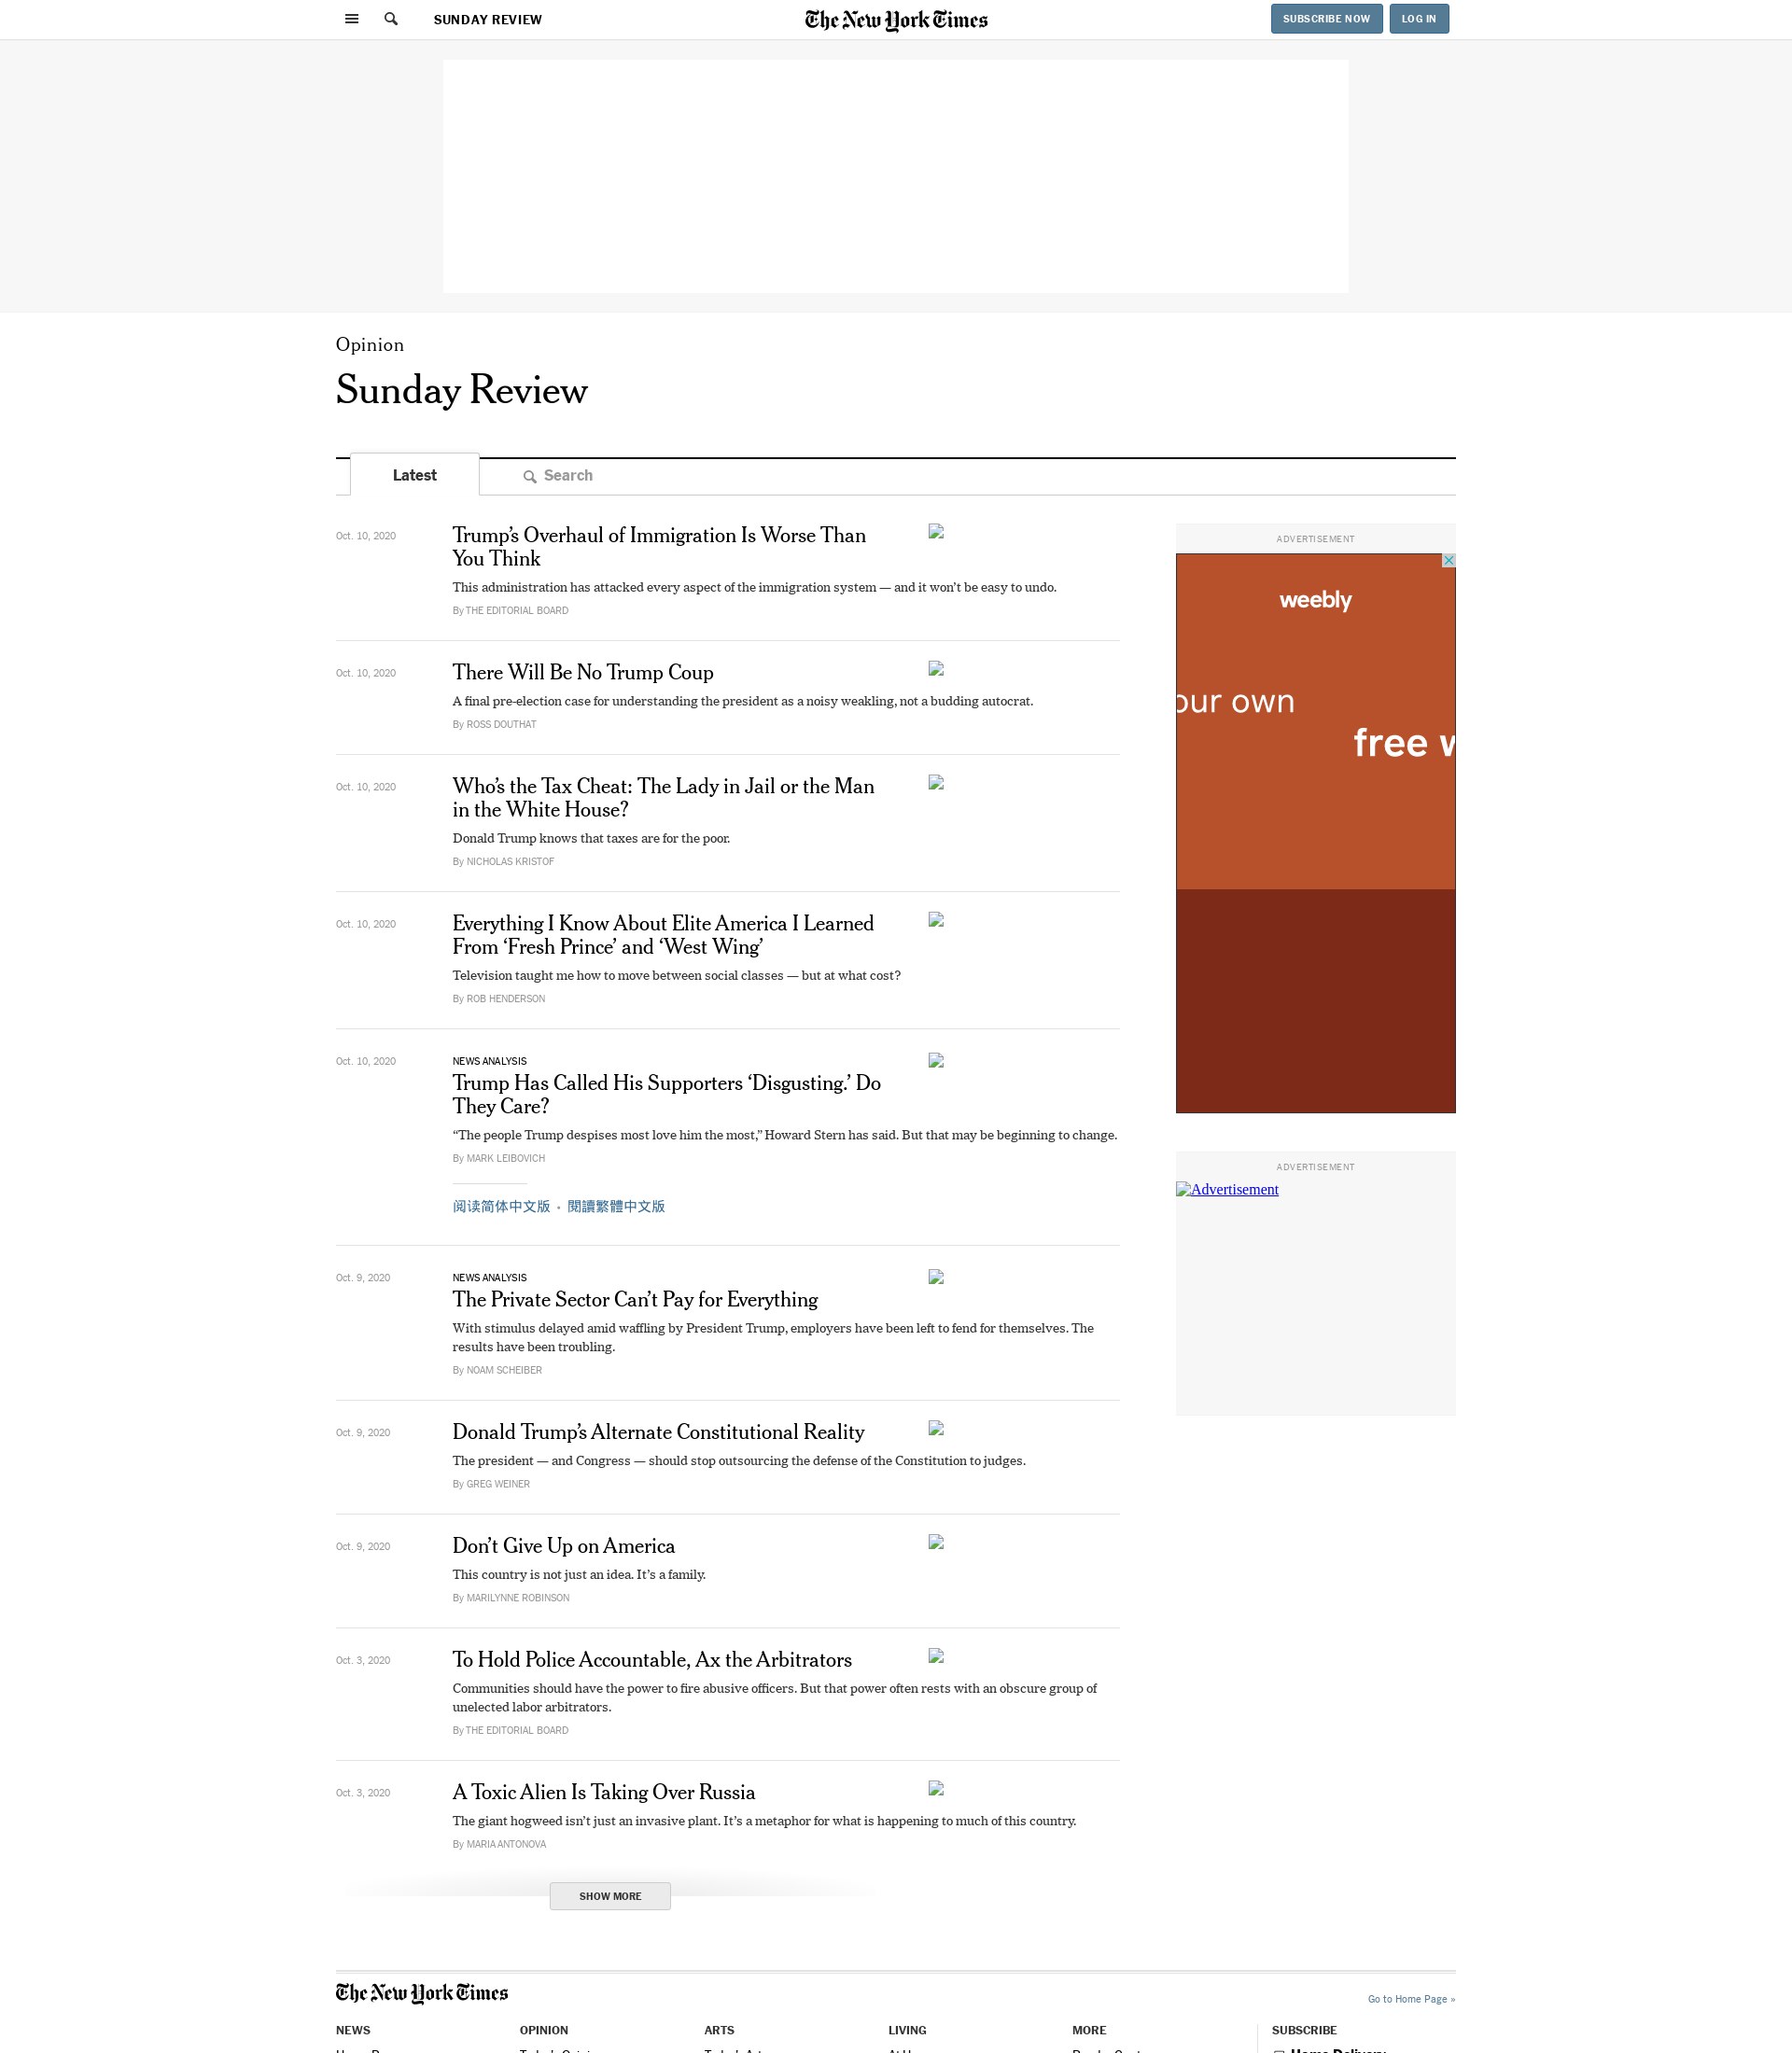 SUNDAY REVIEW
The New York Times
SUBSCRIBE NOW
LOG IN
Opinion
Sunday Review
Latest
Search
Oct. 10, 2020
Trump’s Overhaul of Immigration Is Worse Than
You Think
This administration has attacked every aspect of the immigration system — and it won’t be easy to undo.
By THE EDITORIAL BOARD
Oct. 10, 2020
There Will Be No Trump Coup
A final pre-election case for understanding the president as a noisy weakling, not a budding autocrat.
By ROSS DOUTHAT
Oct. 10, 2020
Who’s the Tax Cheat: The Lady in Jail or the Man
in the White House?
Donald Trump knows that taxes are for the poor.
By NICHOLAS KRISTOF
Oct. 10, 2020
Everything I Know About Elite America I Learned
From ‘Fresh Prince’ and ‘West Wing’
Television taught me how to move between social classes — but at what cost?
By ROB HENDERSON
Oct. 10, 2020
NEWS ANALYSIS
Trump Has Called His Supporters ‘Disgusting.’ Do
They Care?
“The people Trump despises most love him the most,” Howard Stern has said. But that may be beginning to change.
By MARK LEIBOVICH
阅读简体中文版 • 閱讀繁體中文版
Oct. 9, 2020
NEWS ANALYSIS
The Private Sector Can’t Pay for Everything
With stimulus delayed amid waffling by President Trump, employers have been left to fend for themselves. The
results have been troubling.
By NOAM SCHEIBER
Oct. 9, 2020
Donald Trump’s Alternate Constitutional Reality
The president — and Congress — should stop outsourcing the defense of the Constitution to judges.
By GREG WEINER
Oct. 9, 2020
Don’t Give Up on America
This country is not just an idea. It’s a family.
By MARILYNNE ROBINSON
Oct. 3, 2020
To Hold Police Accountable, Ax the Arbitrators
Communities should have the power to fire abusive officers. But that power often rests with an obscure group of
unelected labor arbitrators.
By THE EDITORIAL BOARD
Oct. 3, 2020
A Toxic Alien Is Taking Over Russia
The giant hogweed isn’t just an invasive plant. It’s a metaphor for what is happening to much of this country.
By MARIA ANTONOVA
SHOW MORE
ADVERTISEMENT
weebly
our own
free w
ADVERTISEMENT
Advertisement
The New York Times
Go to Home Page »
NEWS
OPINION
ARTS
LIVING
MORE
SUBSCRIBE